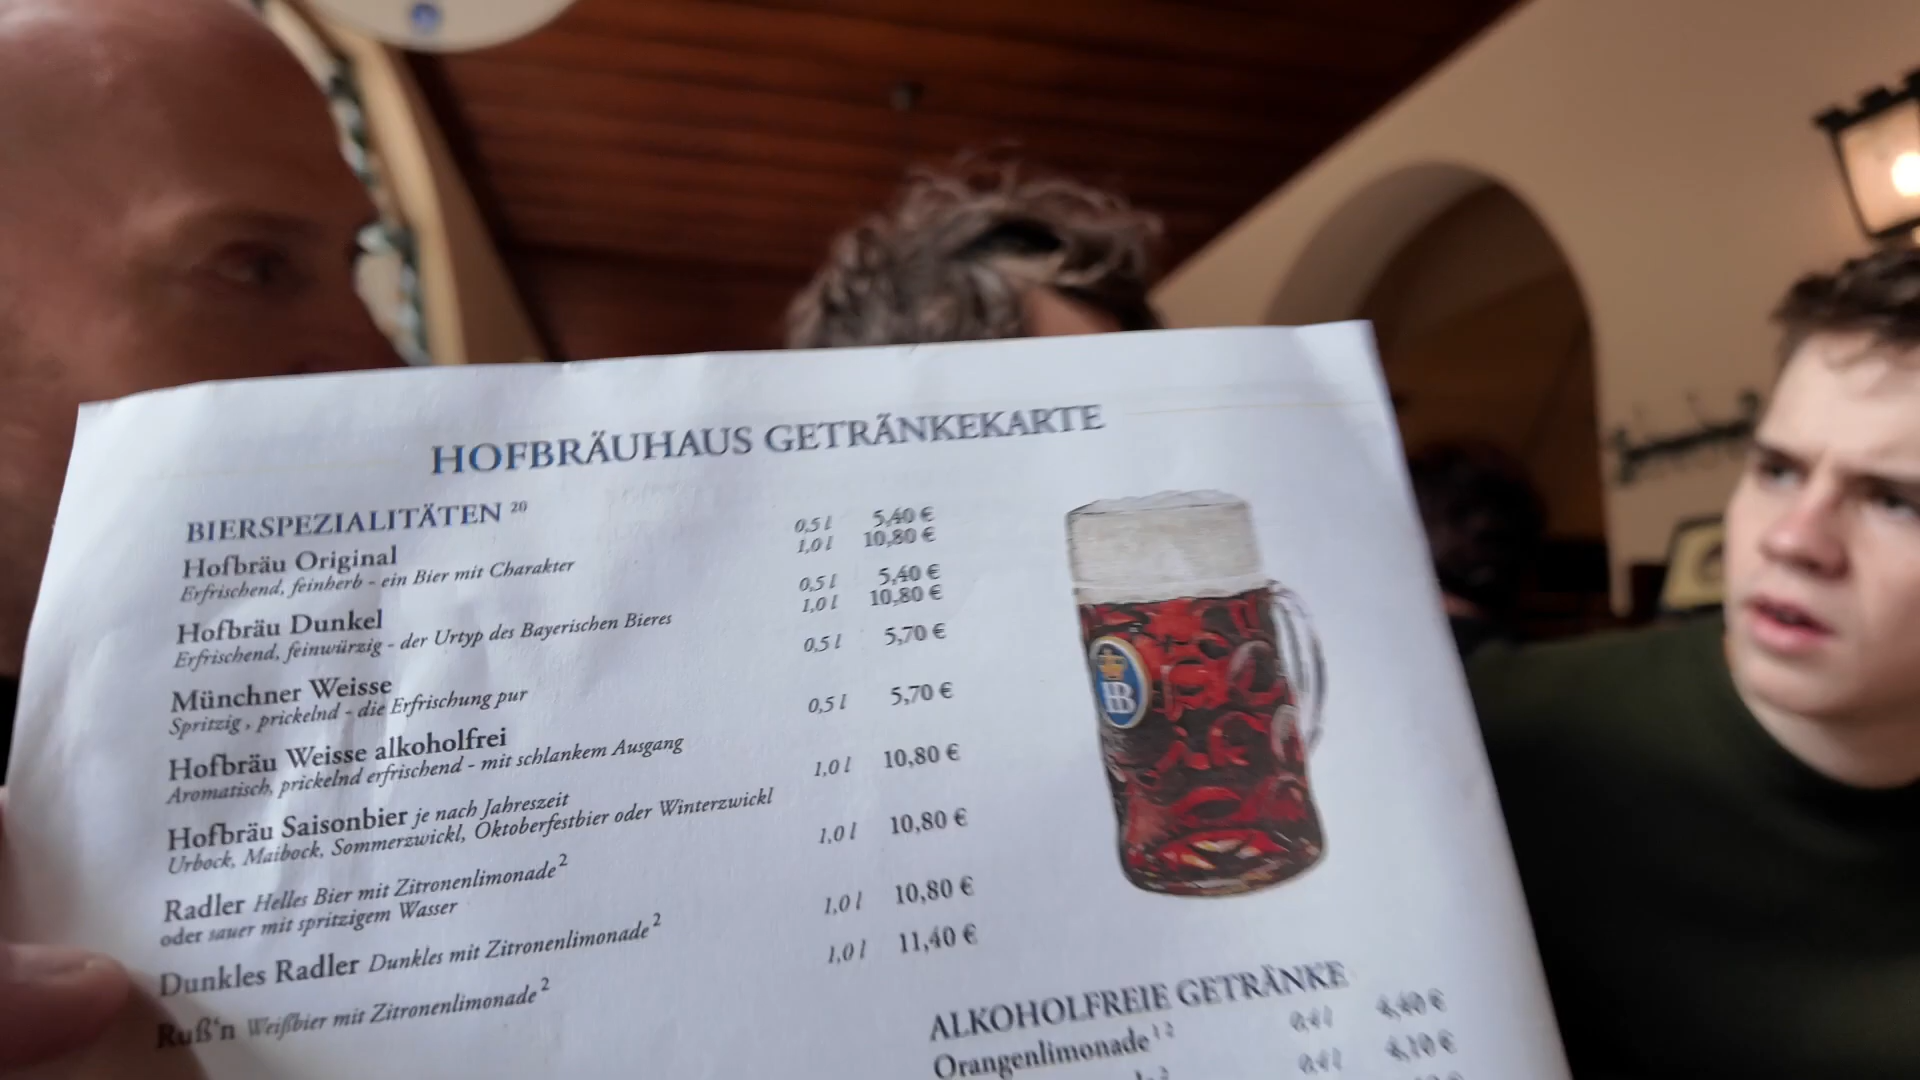 HOFBRÄUHAUS GETRÄNKEKARTE
BIERSPEZIALITÄTEN 20
Hofbräu Original 0,5 l 5,40 €
Erfrischend, feinherb - ein Bier mit Charakter 1,0 l 10,80 €
Hofbräu Dunkel 0,5 l 5,40 €
Erfrischend, feinwürzig - der Urtyp des Bayerischen Bieres 1,0 l 10,80 €
Münchner Weisse 0,5 l 5,70 €
Spritzig, prickelnd - die Erfrischung pur
Hofbräu Weisse alkoholfrei 0,5 l 5,70 €
Aromatisch, prickelnd erfrischend - mit schlankem Ausgang
Hofbräu Saisonbier je nach Jahreszeit 1,0 l 10,80 €
Urbock, Maibock, Sommerzwickl, Oktoberfestbier oder Winterzwickl
Radler Helles Bier mit Zitronenlimonade 2 1,0 l 10,80 €
oder sauer mit spritzigem Wasser
Dunkles Radler Dunkles mit Zitronenlimonade 2 1,0 l 10,80 €
Ruß'n Weißbier mit Zitronenlimonade 2 1,0 l 11,40 €
HB
ALKOHOLFREIE GETRÄNKE
Orangenlimonade 1 2